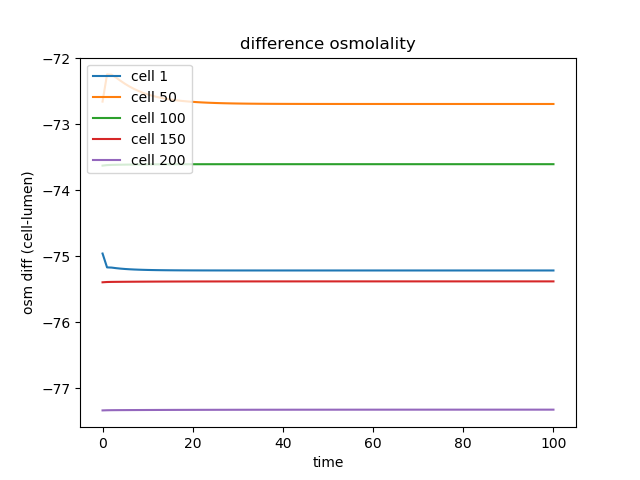 difference osmolality
−72
−73
−74
−75
−76
−77
osm diff (cell-lumen)
cell 1
cell 50
cell 100
cell 150
cell 200
0
20
40
60
80
100
time